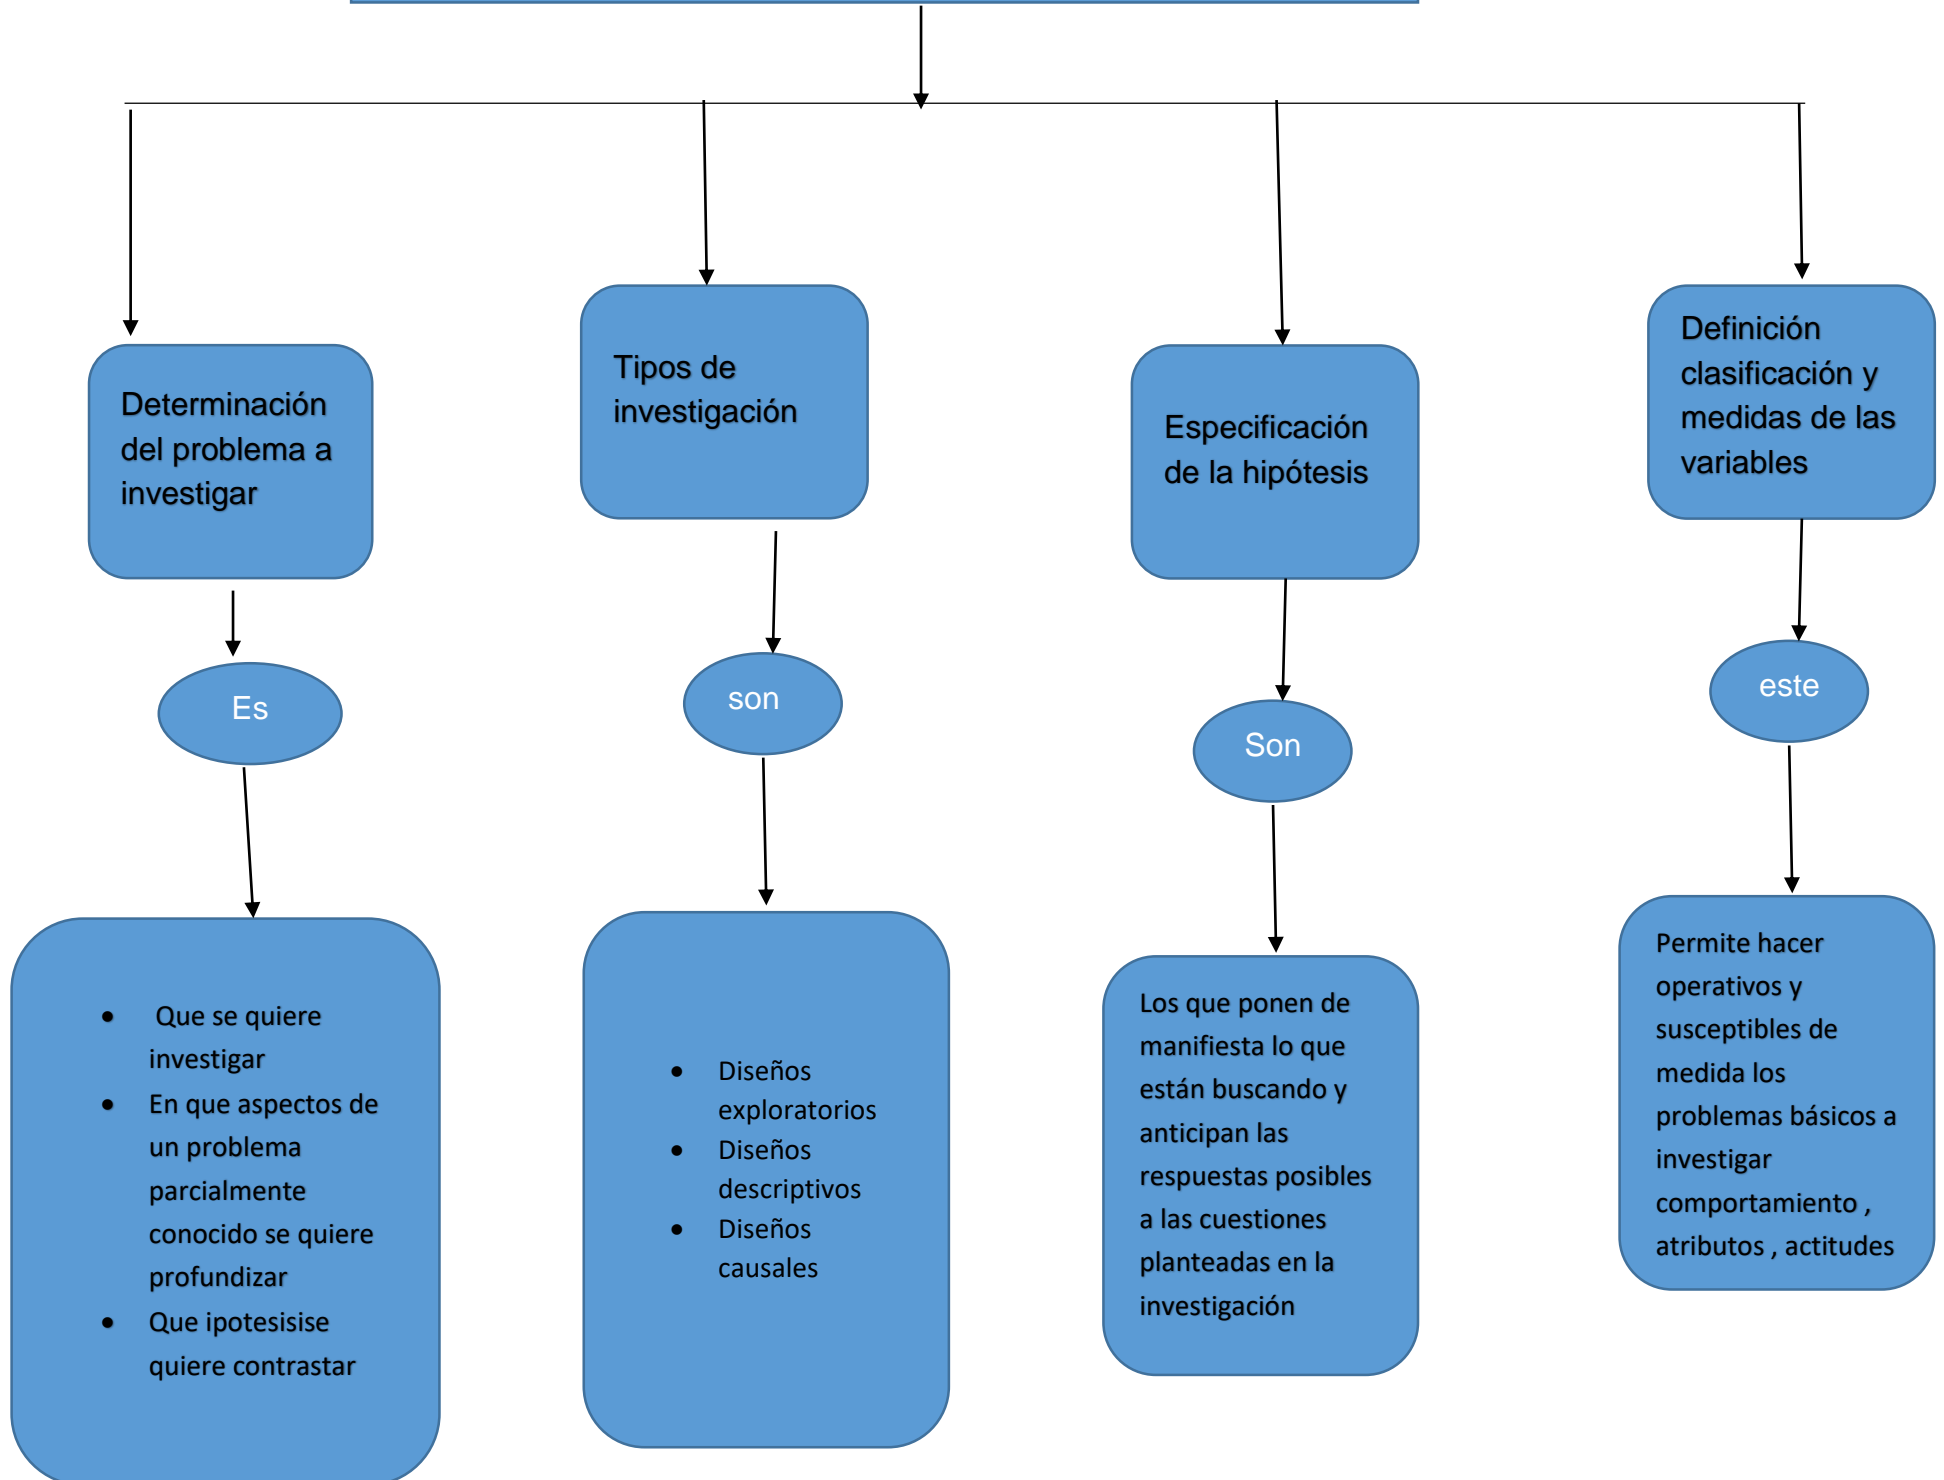 Determinación
del problema a
investigar
Es
• Que se quiere
investigar
• En que aspectos de
un problema
parcialmente
conocido se quiere
profundizar
• Que ipotesisise
quiere contrastar
Tipos de
investigación
son
• Diseños
exploratorios
• Diseños
descriptivos
• Diseños
causales
Especificación
de la hipótesis
Son
Los que ponen de
manifiesta lo que
están buscando y
anticipan las
respuestas posibles
a las cuestiones
planteadas en la
investigación
Definición
clasificación y
medidas de las
variables
este
Permite hacer
operativos y
susceptibles de
medida los
problemas básicos a
investigar
comportamiento ,
atributos , actitudes